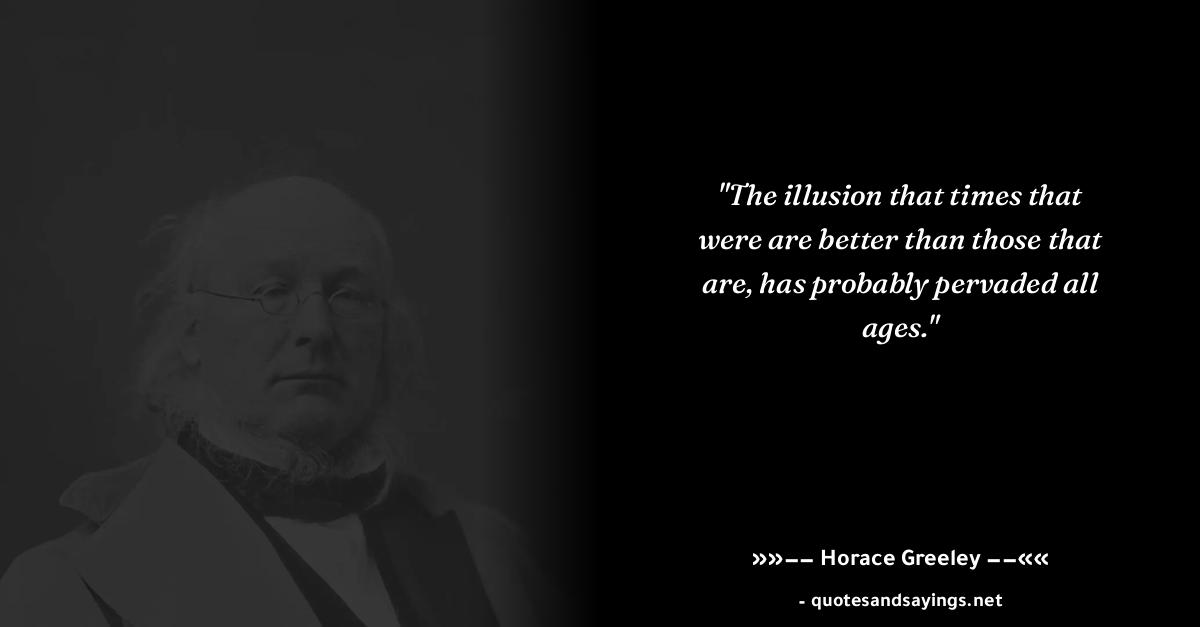 "The illusion that times that
were are better than those that
are, has probably pervaded all
ages."
»»–– Horace Greeley ––««
- quotesandsayings.net